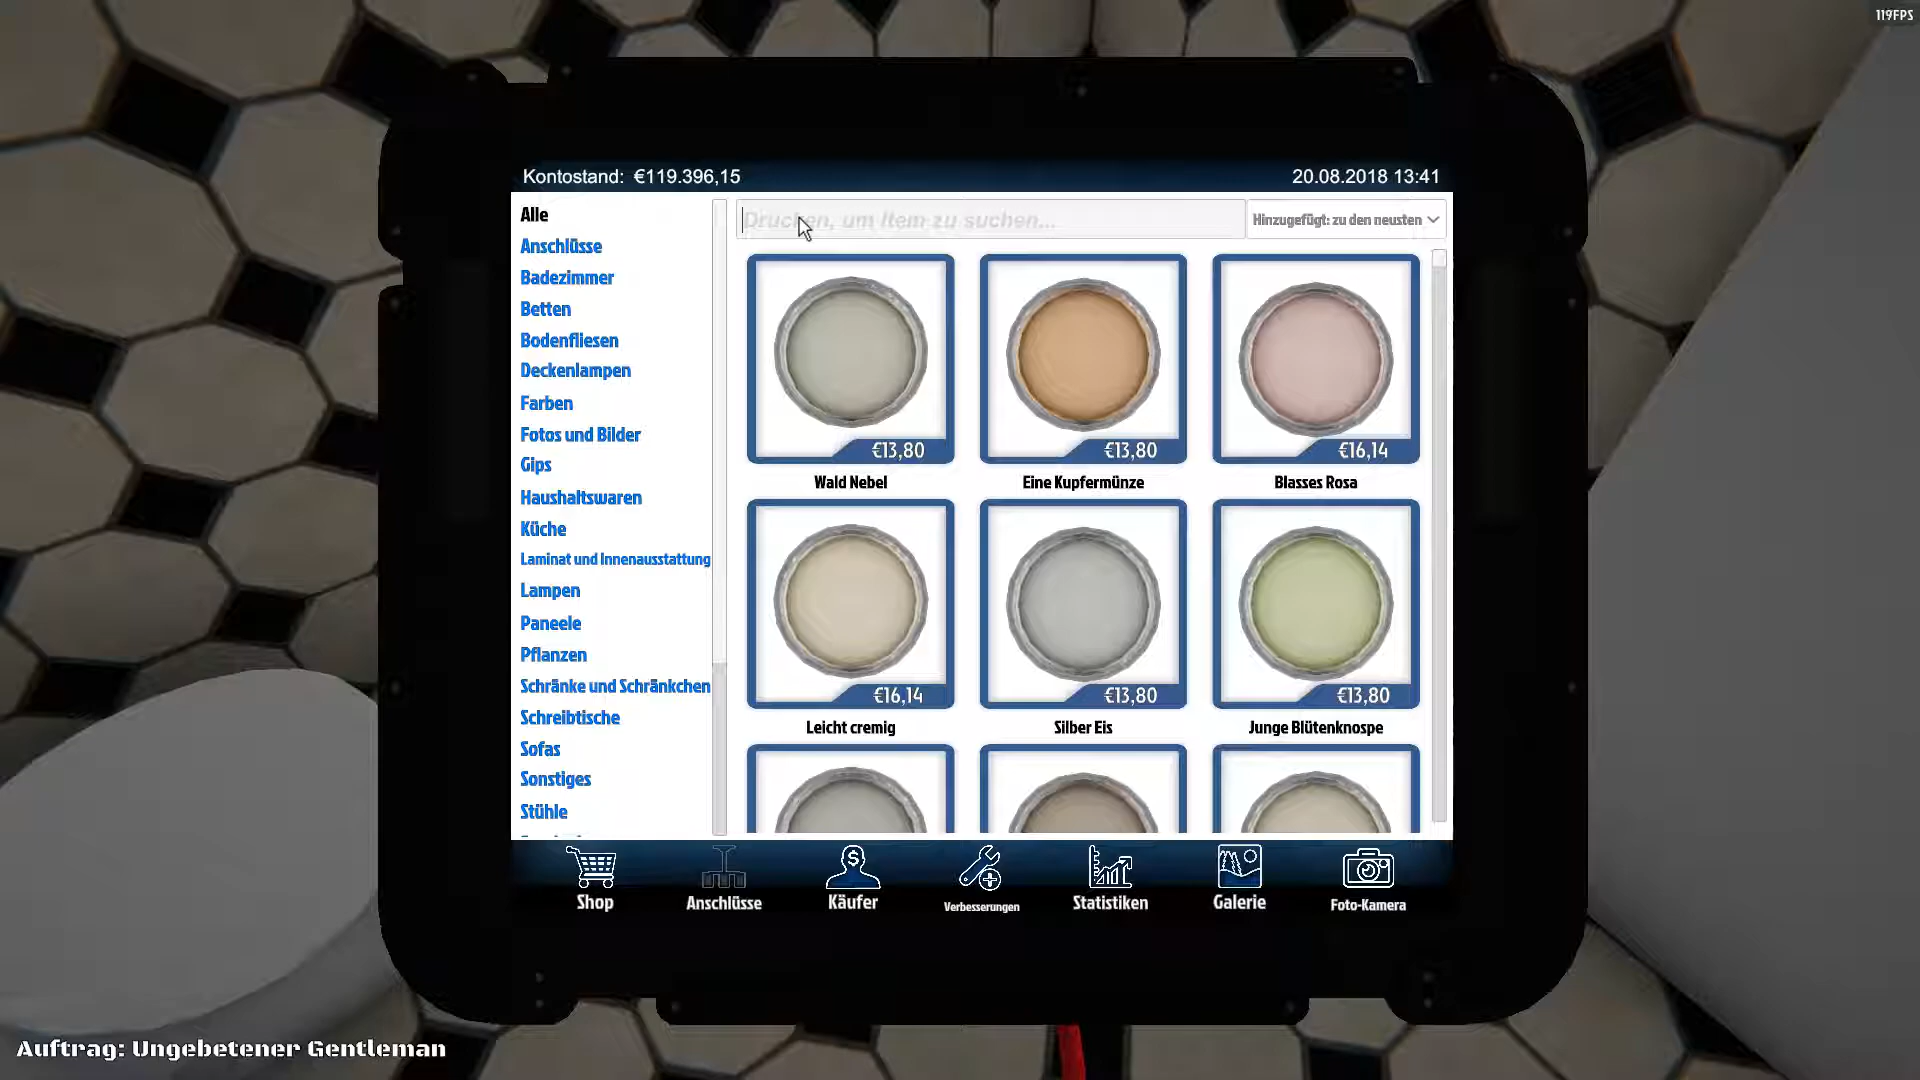 119FPS
Kontostand: €119.396,15
20.08.2018 13:41
Alle
Anschlüsse
Badezimmer
Betten
Bodenfliesen
Deckenlampen
Farben
Fotos und Bilder
Gips
Haushaltswaren
Küche
Laminat und Innenausstattung
Lampen
Paneele
Pflanzen
Schränke und Schränkchen
Schreibtische
Sofas
Sonstiges
Stühle
Drucken, um Item zu suchen...
Hinzugefügt: zu den neusten
€13,80
€13,80
€16,14
Wald Nebel
Eine Kupfermünze
Blasses Rosa
€16,14
€13,80
€13,80
Leicht cremig
Silber Eis
Junge Blütenknospe
Shop
Anschlüsse
Käufer
Verbesserungen
Statistiken
Galerie
Foto-Kamera
Auftrag: Ungebetener Gentleman